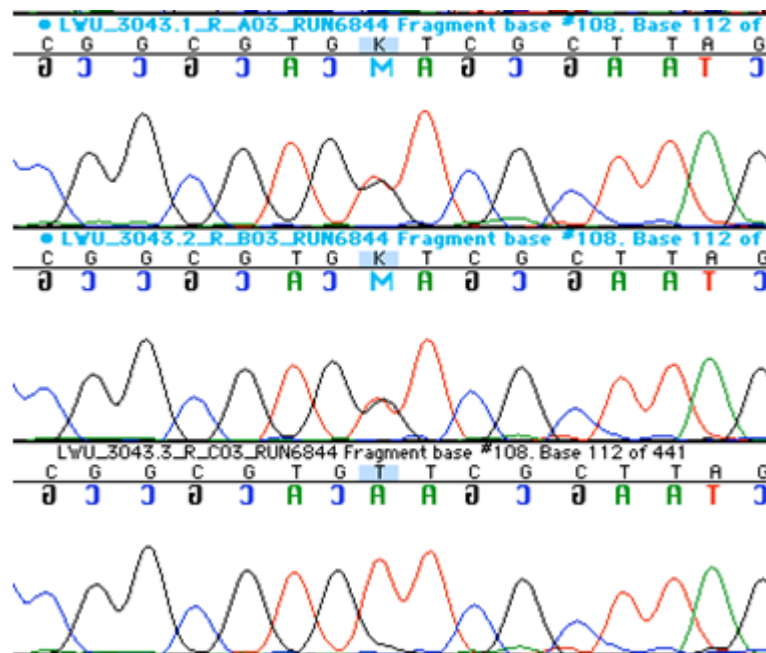 LWU_3043.1_R_A03_RUN6844 Fragment base #108. Base 112 of
C G G C G T G K T C G C T T A G
G C C G C A C M A G C G A A T C
LWU_3043.2_R_B03_RUN6844 Fragment base #108. Base 112 of
C G G C G T G K T C G C T T A G
G C C G C A C M A G C G A A T C
LWU_3043.3_R_C03_RUN6844 Fragment base #108. Base 112 of 441
C G G C G T G T T C G C T T A G
G C C G C A C A A G C G A A T C